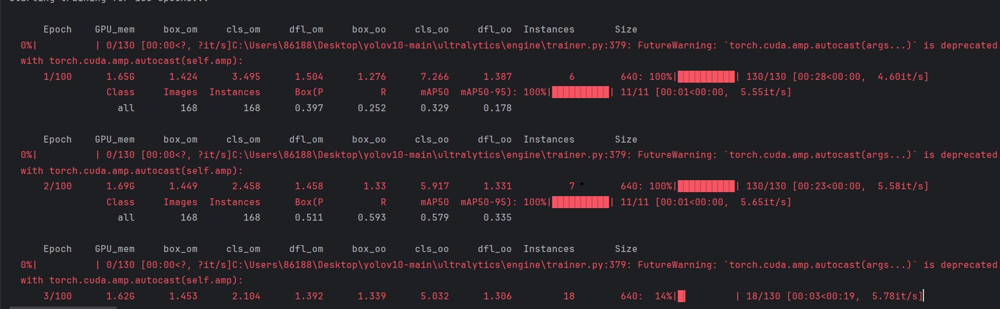 starting training for 100 epochs...
Epoch GPU_mem box_om cls_om dfl_om box_oo cls_oo dfl_oo Instances Size
0%| | 0/130 [00:00<?, ?it/s]C:\Users\86188\Desktop\yolov10-main\ultralytics\engine\trainer.py:379: FutureWarning: `torch.cuda.amp.autocast(args...)` is deprecated
with torch.cuda.amp.autocast(self.amp):
1/100 1.65G 1.424 3.495 1.504 1.276 7.266 1.387 6 640: 100%|██████████| 130/130 [00:28<00:00, 4.60it/s]
Class Images Instances Box(P R mAP50 mAP50-95): 100%|██████████| 11/11 [00:01<00:00, 5.55it/s]
all 168 168 0.397 0.252 0.329 0.178
Epoch GPU_mem box_om cls_om dfl_om box_oo cls_oo dfl_oo Instances Size
0%| | 0/130 [00:00<?, ?it/s]C:\Users\86188\Desktop\yolov10-main\ultralytics\engine\trainer.py:379: FutureWarning: `torch.cuda.amp.autocast(args...)` is deprecated
with torch.cuda.amp.autocast(self.amp):
2/100 1.69G 1.449 2.458 1.458 1.33 5.917 1.331 7 640: 100%|██████████| 130/130 [00:23<00:00, 5.58it/s]
Class Images Instances Box(P R mAP50 mAP50-95): 100%|██████████| 11/11 [00:01<00:00, 5.65it/s]
all 168 168 0.511 0.593 0.579 0.335
Epoch GPU_mem box_om cls_om dfl_om box_oo cls_oo dfl_oo Instances Size
0%| | 0/130 [00:00<?, ?it/s]C:\Users\86188\Desktop\yolov10-main\ultralytics\engine\trainer.py:379: FutureWarning: `torch.cuda.amp.autocast(args...)` is deprecated
with torch.cuda.amp.autocast(self.amp):
3/100 1.62G 1.453 2.104 1.392 1.339 5.032 1.306 18 640: 14%|█▍ | 18/130 [00:03<00:19, 5.78it/s]